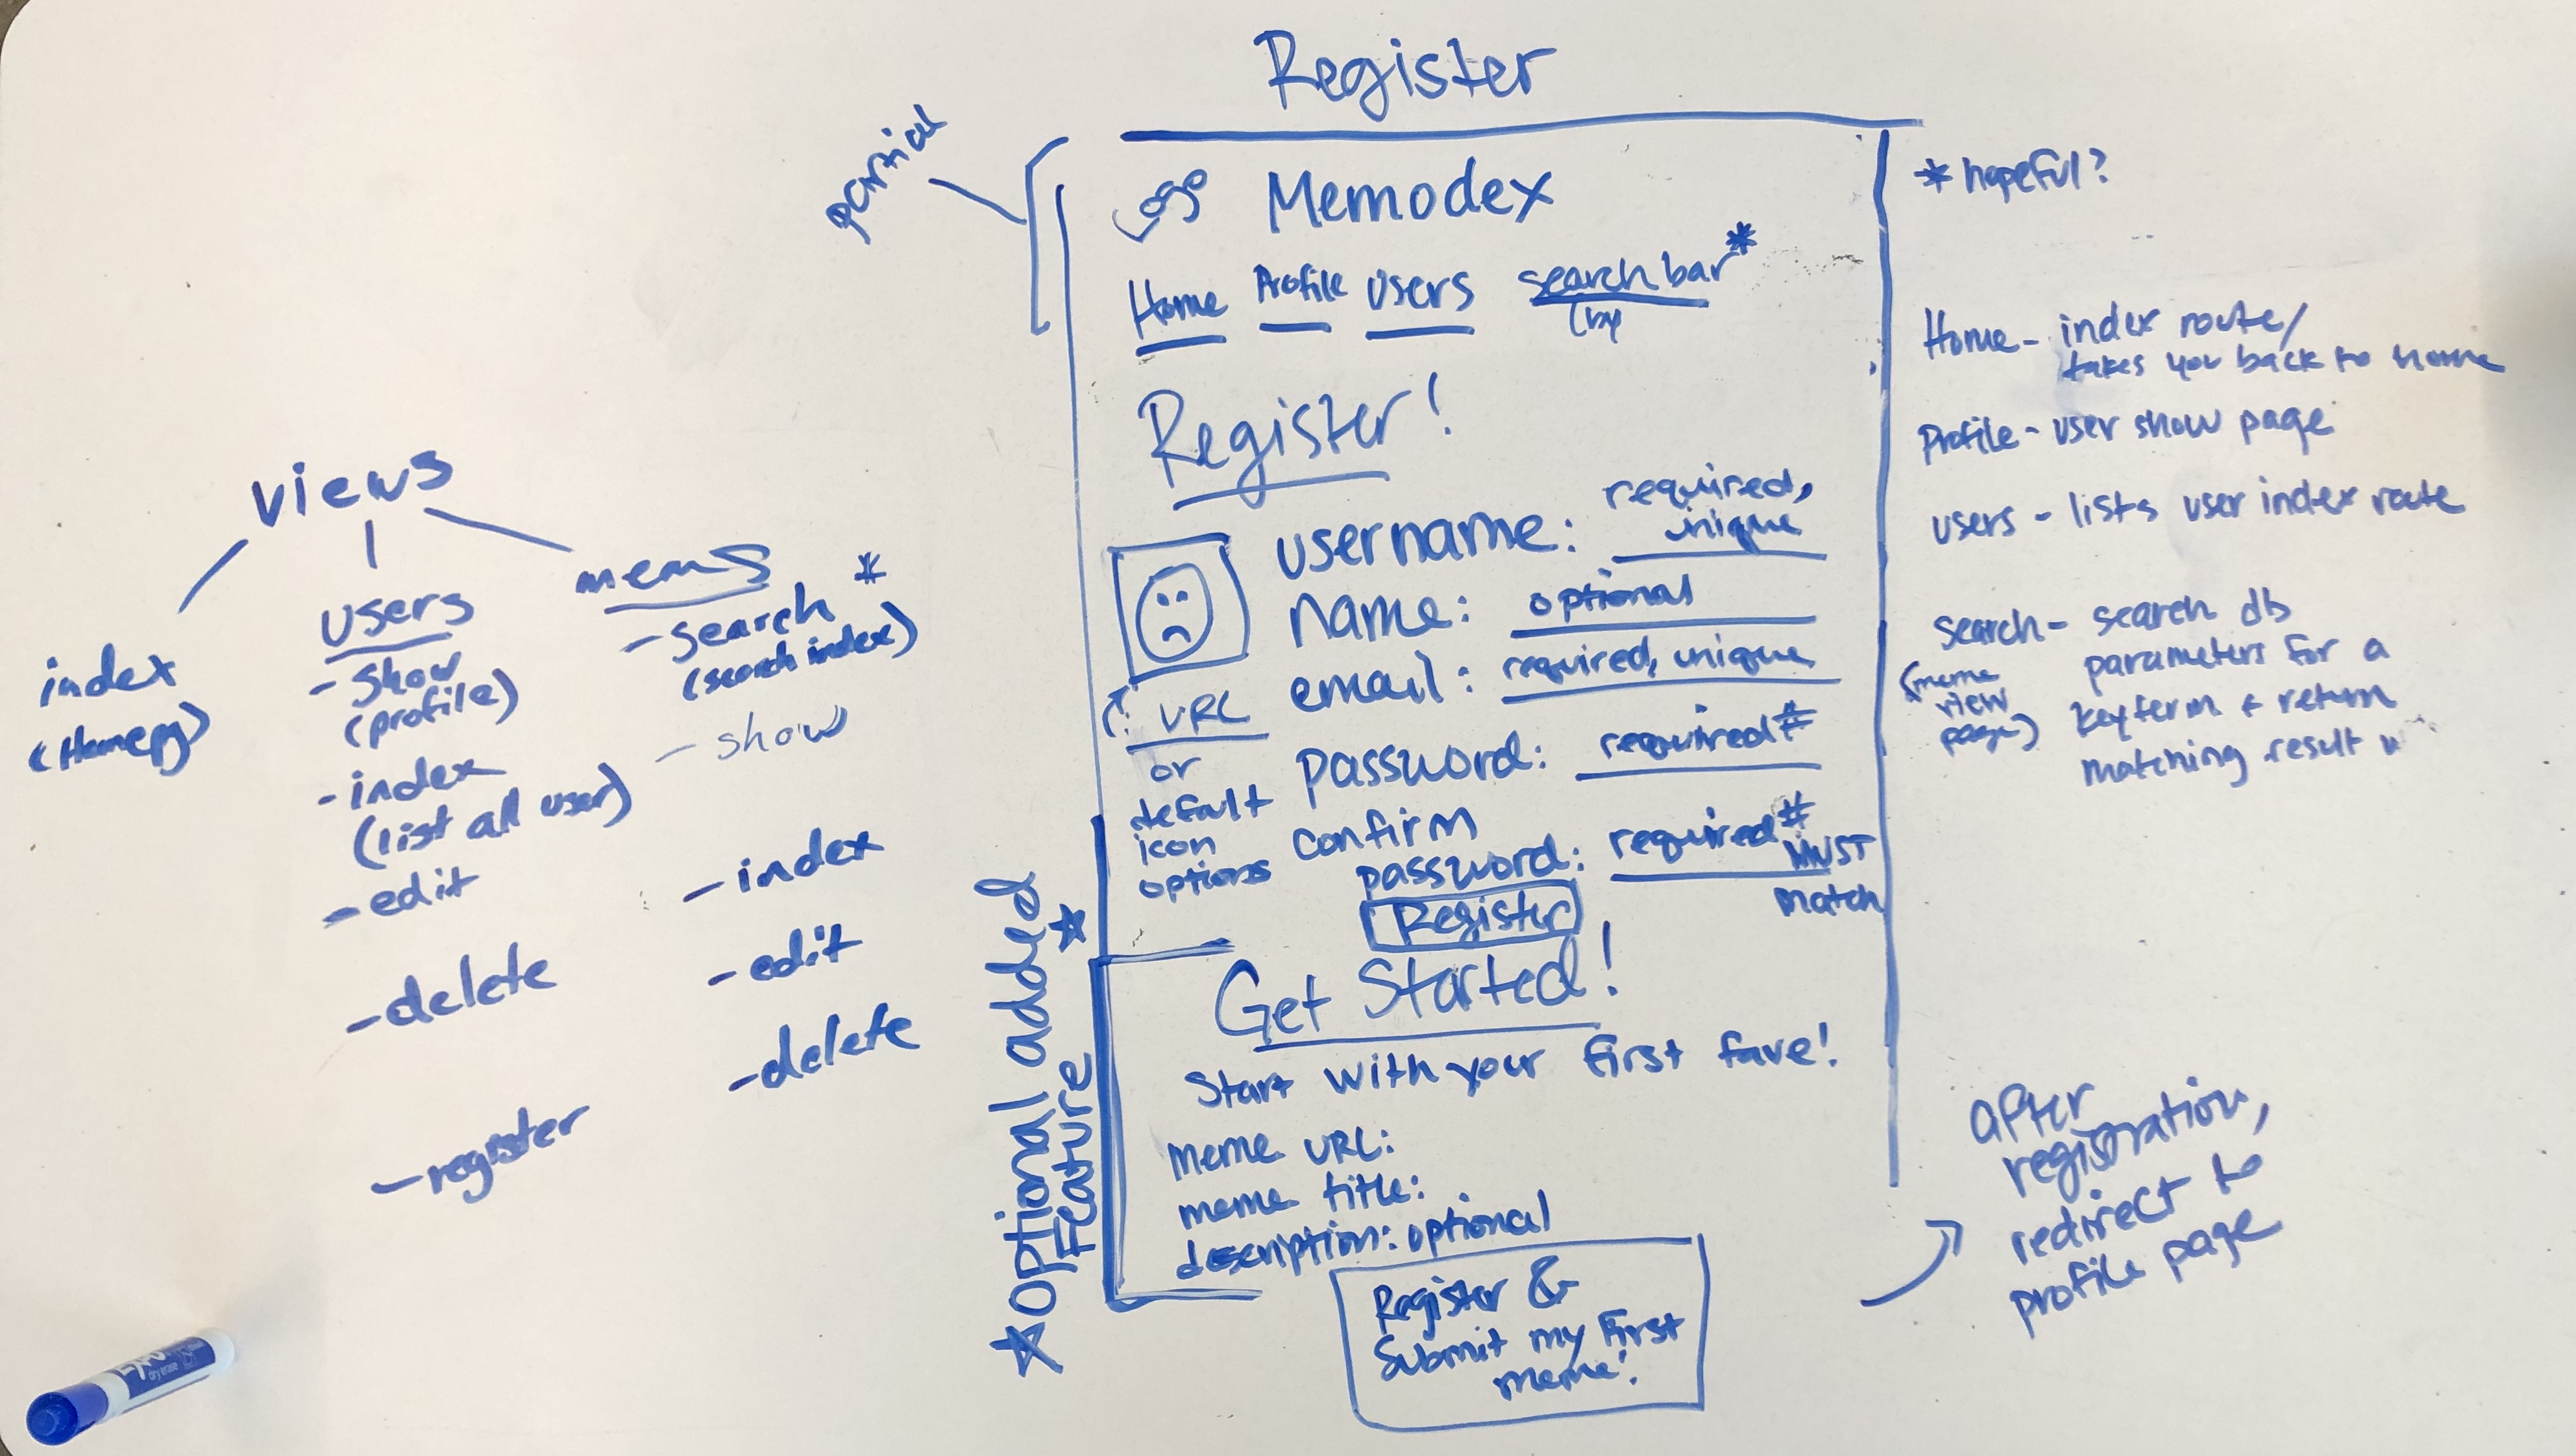 Register
partial
Logo Memodex
Home Profile users search bar*
(by
Register!
username: required,
unique
name: optional
email: required, unique
URL
or
default
icon
options
password: required#
confirm
password: required#
MUST
match
Register
*optional added*
Feature
Get Started!
Start with your first fave!
meme URL:
meme title:
description: optional
Register &
Submit my First
meme!
views
index
(Homepg)
users
- show
(profile)
- index
(list all user)
- edit
- delete
- register
mems
- search *
(search index)
- show
- index
- edit
- delete
* hopeful?
Home - index route/
takes you back to home
Profile - user show page
users - lists user index route
search - search db
parameters for a
keyterm + return
matching result
(meme
view
page)
after
registration,
redirect to
profile page
EXPO
dry erase